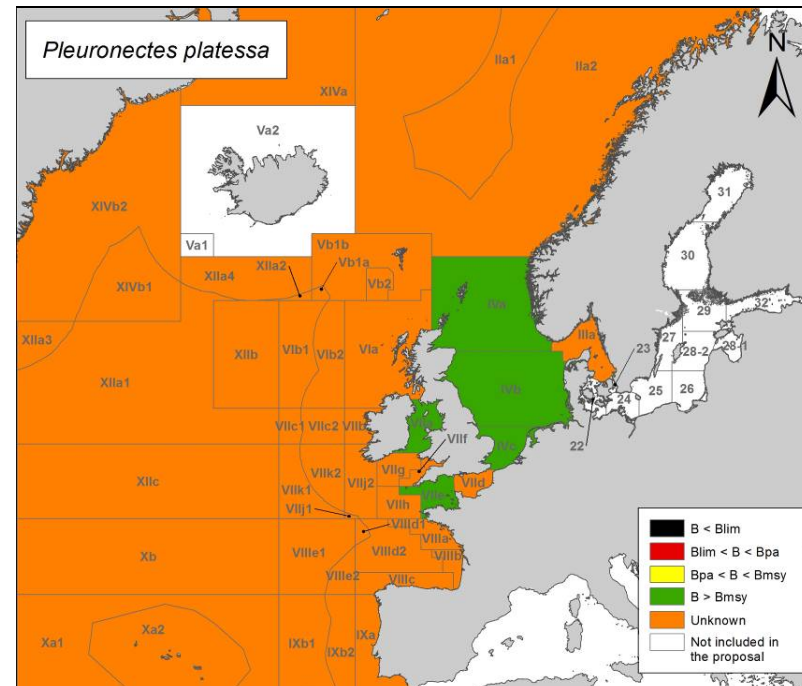 Pleuronectes platessa
N
IIa1
IIa2
XIVa
Va2
31
XIVb2
Va1
Vb1b
30
XIIa2
Vb1a
XIVb1
XIIa4
Vb2
IVa
29
32
XIIa3
IIIa
23
27
28-2
28-1
XIIb
VIb1
VIb2
VIa
XIIa1
IVb
24
25
26
22
VIIa
VIIc1
VIIc2
VIIb
VIIf
IVc
VIIg
XIIc
VIIk2
VIIj2
VIId
VIIk1
VIIh
VIIe
VIIj1
VIIId1
Xb
VIIIe1
VIIId2
VIIIa
VIIIb
VIIIe2
VIIIc
Xa1
Xa2
IXb1
IXb2
IXa
B < Blim
Blim < B < Bpa
Bpa < B < Bmsy
B > Bmsy
Unknown
Not included in
the proposal